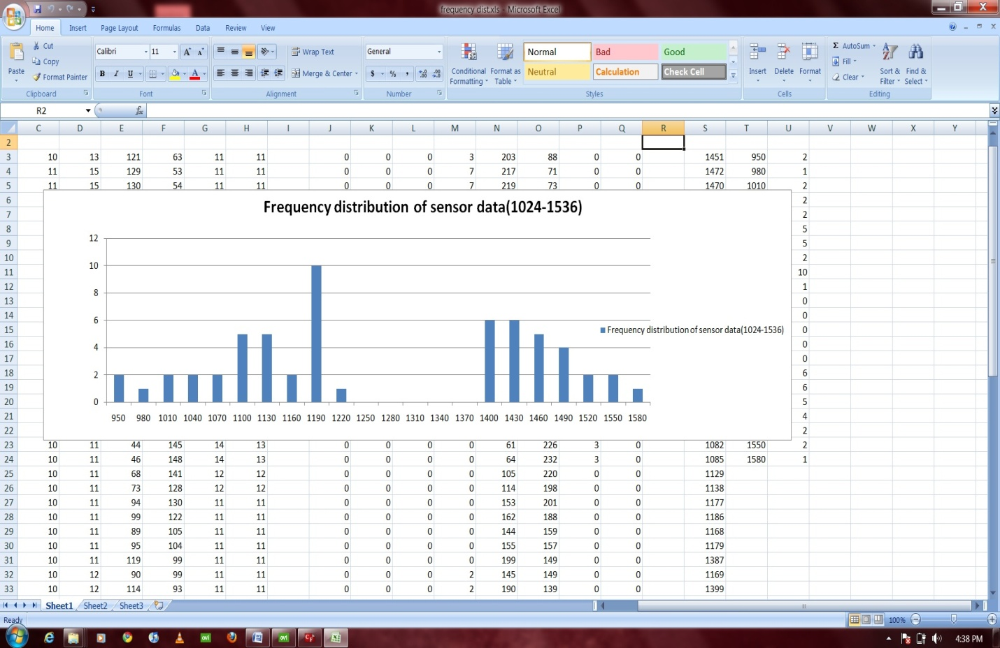 frequency dist.xls - Microsoft Excel
Home Insert Page Layout Formulas Data Review View
Cut
Copy
Format Painter
Paste
Clipboard
Calibri 11
B I U
Font
Wrap Text
Merge & Center
Alignment
General
$ % ,
Number
Conditional Formatting
Format as Table
Normal Bad Good
Neutral Calculation Check Cell
Styles
Insert Delete Format
Cells
Σ AutoSum
Fill
Clear
Sort & Filter
Find & Select
Editing
R2 fx
C D E F G H I J K L M N O P Q R S T U V W X Y
2
3 10 13 121 63 11 11 0 0 0 3 203 88 0 0 1451 950 2
4 11 15 129 53 11 11 0 0 0 7 217 71 0 0 1472 980 1
5 11 15 130 54 11 11 0 0 0 7 219 73 0 0 1470 1010 2
6 2
7 2
8 5
9 5
10 2
11 10
12 1
13 0
14 0
15 0
16 0
17 0
18 6
19 6
20 5
21 4
22 2
Frequency distribution of sensor data(1024-1536)
12
10
8
6
4
2
0
950 980 1010 1040 1070 1100 1130 1160 1190 1220 1250 1280 1310 1340 1370 1400 1430 1460 1490 1520 1550 1580
Frequency distribution of sensor data(1024-1536)
23 10 11 44 145 14 13 0 0 0 0 61 226 3 0 1082 1550 2
24 10 11 46 148 14 13 0 0 0 0 64 232 3 0 1085 1580 1
25 10 11 68 141 12 12 0 0 0 0 105 220 0 0 1129
26 10 11 73 128 12 12 0 0 0 0 114 198 0 0 1138
27 10 11 94 130 11 11 0 0 0 0 153 201 0 0 1177
28 10 11 99 122 11 11 0 0 0 0 162 188 0 0 1186
29 10 11 89 105 11 11 0 0 0 0 144 159 0 0 1168
30 10 11 95 104 11 11 0 0 0 0 155 157 0 0 1179
31 10 11 119 99 11 11 0 0 0 0 199 149 0 0 1387
32 10 12 90 99 11 11 0 0 0 2 145 149 0 0 1169
33 10 12 114 93 11 11 0 0 0 2 190 139 0 0 1399
Sheet1 Sheet2 Sheet3
Ready 100%
4:38 PM